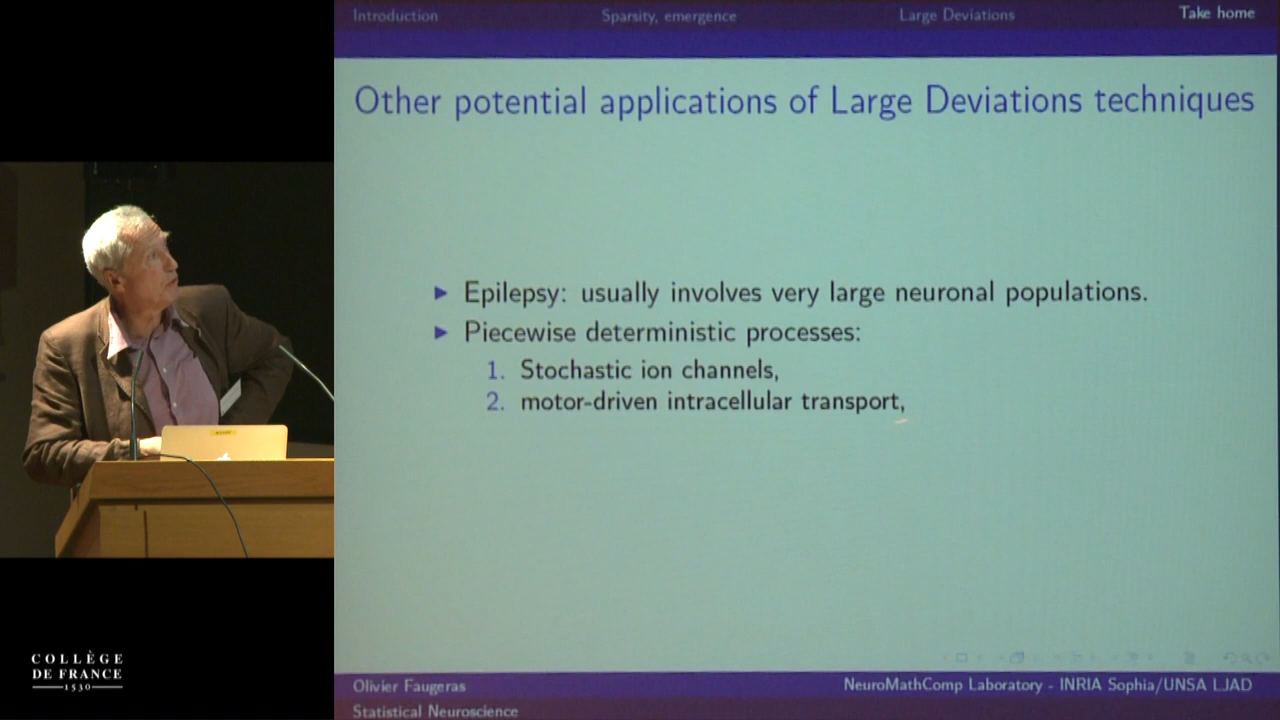 Introduction
Sparsity, emergence
Large Deviations
Take home
Other potential applications of Large Deviations techniques
▶ Epilepsy: usually involves very large neuronal populations.
▶ Piecewise deterministic processes:
1. Stochastic ion channels,
2. motor-driven intracellular transport,
COLLÈGE
DE FRANCE
1530
Olivier Faugeras
NeuroMathComp Laboratory - INRIA Sophia/UNSA LJAD
Statistical Neuroscience